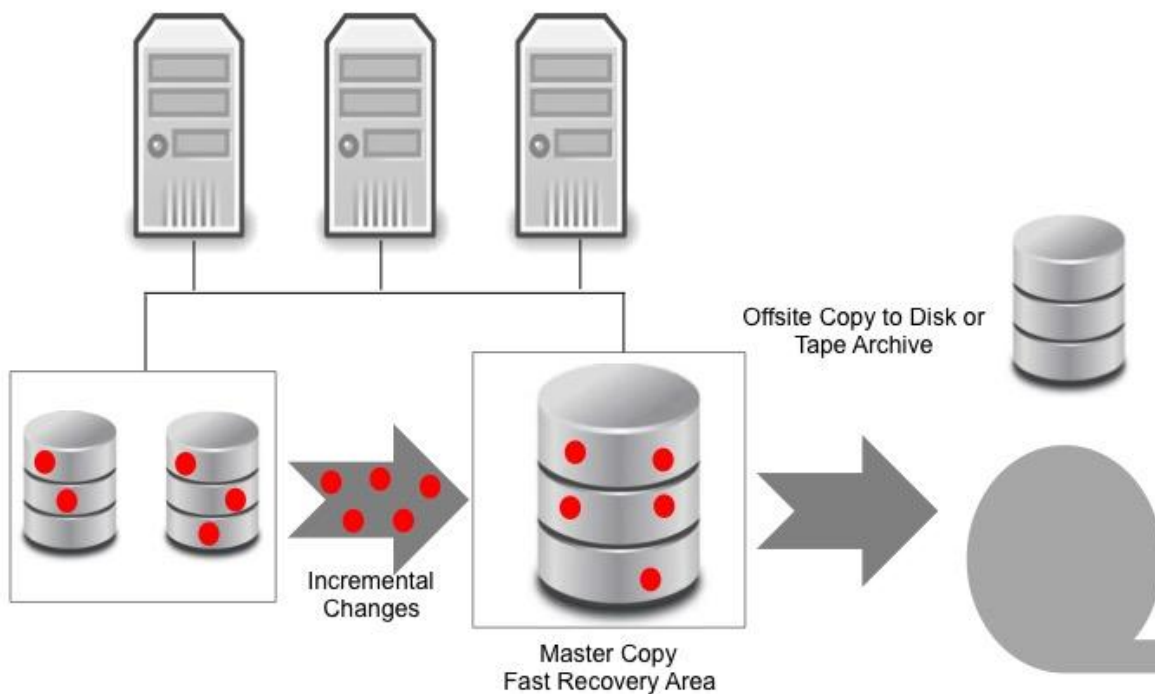 Offsite Copy to Disk or
Tape Archive
Incremental
Changes
Master Copy
Fast Recovery Area